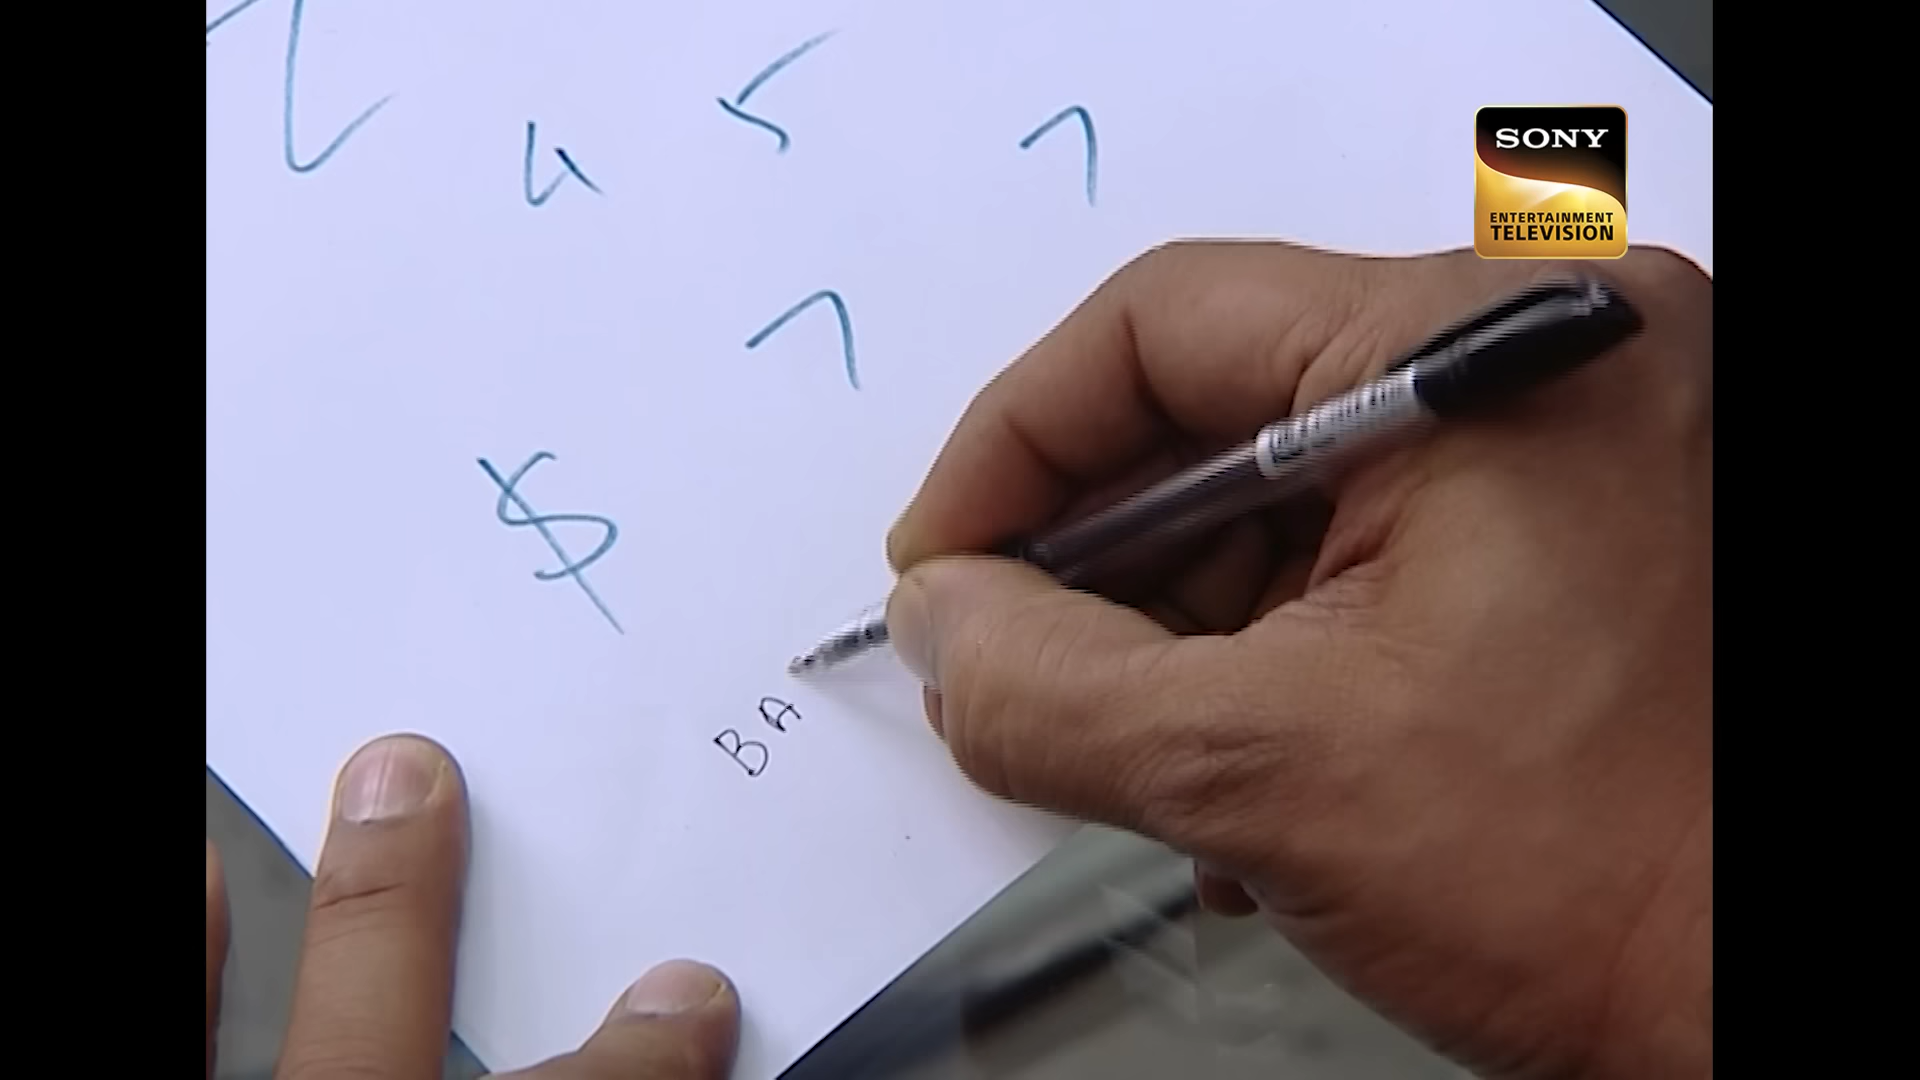 4 5 7
7
$
BA
SONY
ENTERTAINMENT
TELEVISION